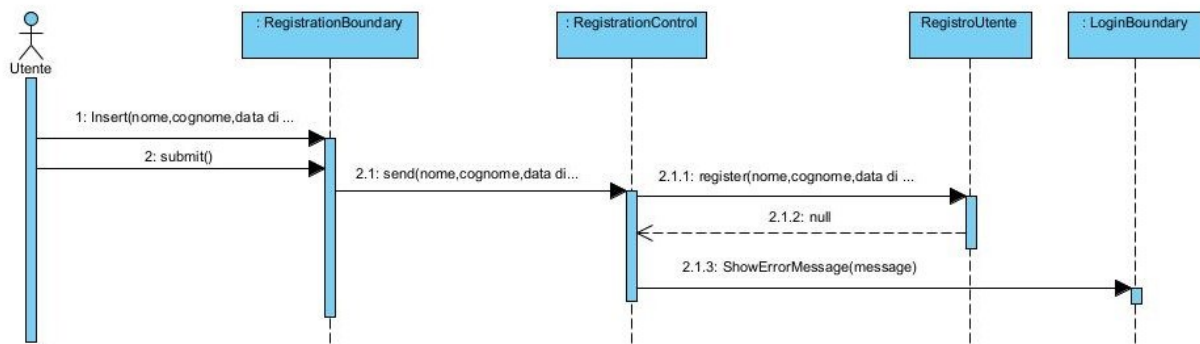 : RegistrationBoundary
: RegistrationControl
RegistroUtente
: LoginBoundary
Utente
1: Insert(nome,cognome,data di ...
2: submit()
2.1: send(nome,cognome,data di...
2.1.1: register(nome,cognome,data di ...
2.1.2: null
2.1.3: ShowErrorMessage(message)